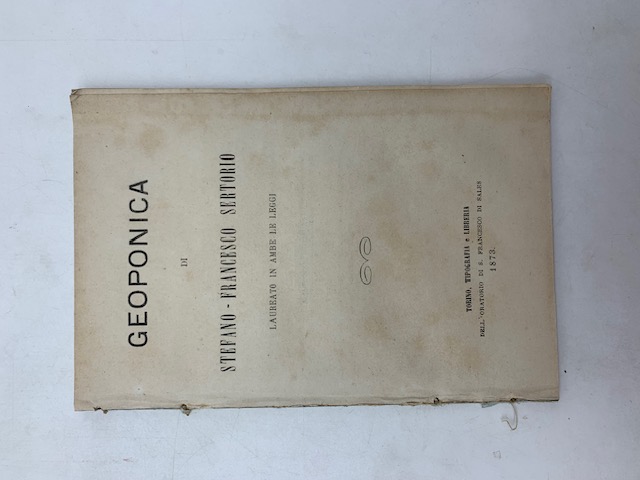 GEOPONICA
DI
STEFANO - FRANCESCO SERTORIO
LAUREATO IN AMBE LE LEGGI
TORINO, TIPOGRAFIA e LIBRERIA
DELL'ORATORIO DI S. FRANCESCO DI SALES
1873.